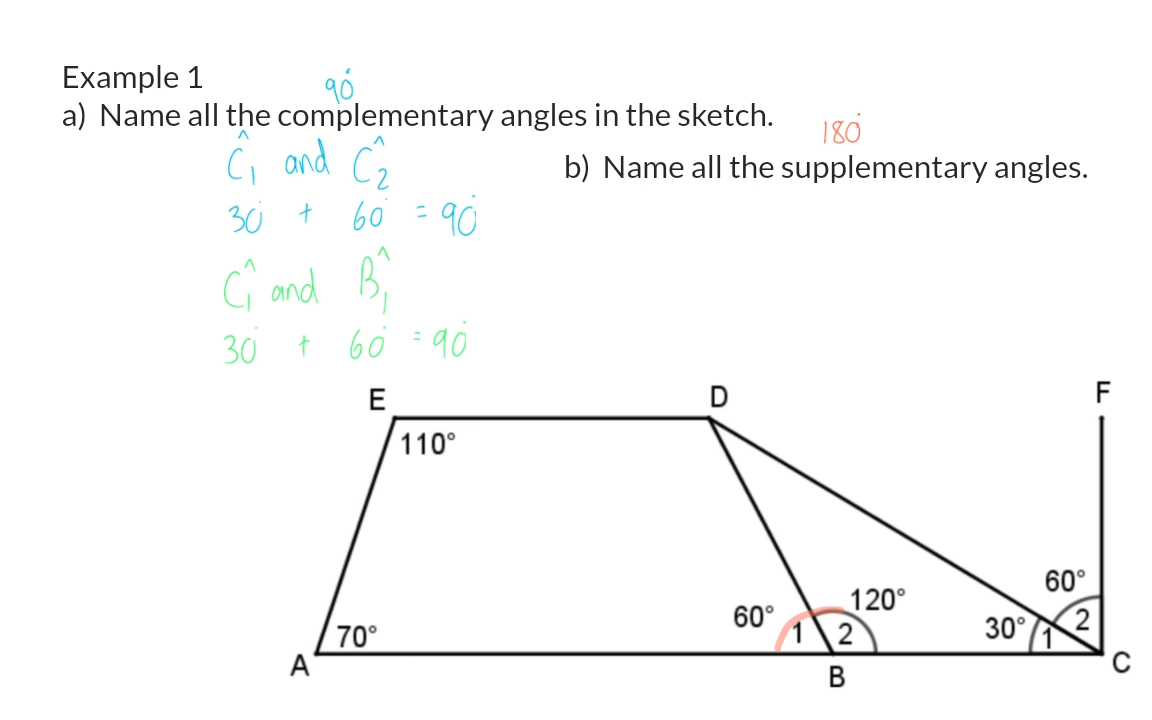 Example 1
90°
a) Name all the complementary angles in the sketch.
180°
Ĉ₁ and Ĉ₂
b) Name all the supplementary angles.
30° + 60° = 90°
Ĉ₁ and B̂₁
30° + 60° = 90°
E D F
110°
60°
120°
60°
70°
30°
1 2 1 2
A B C